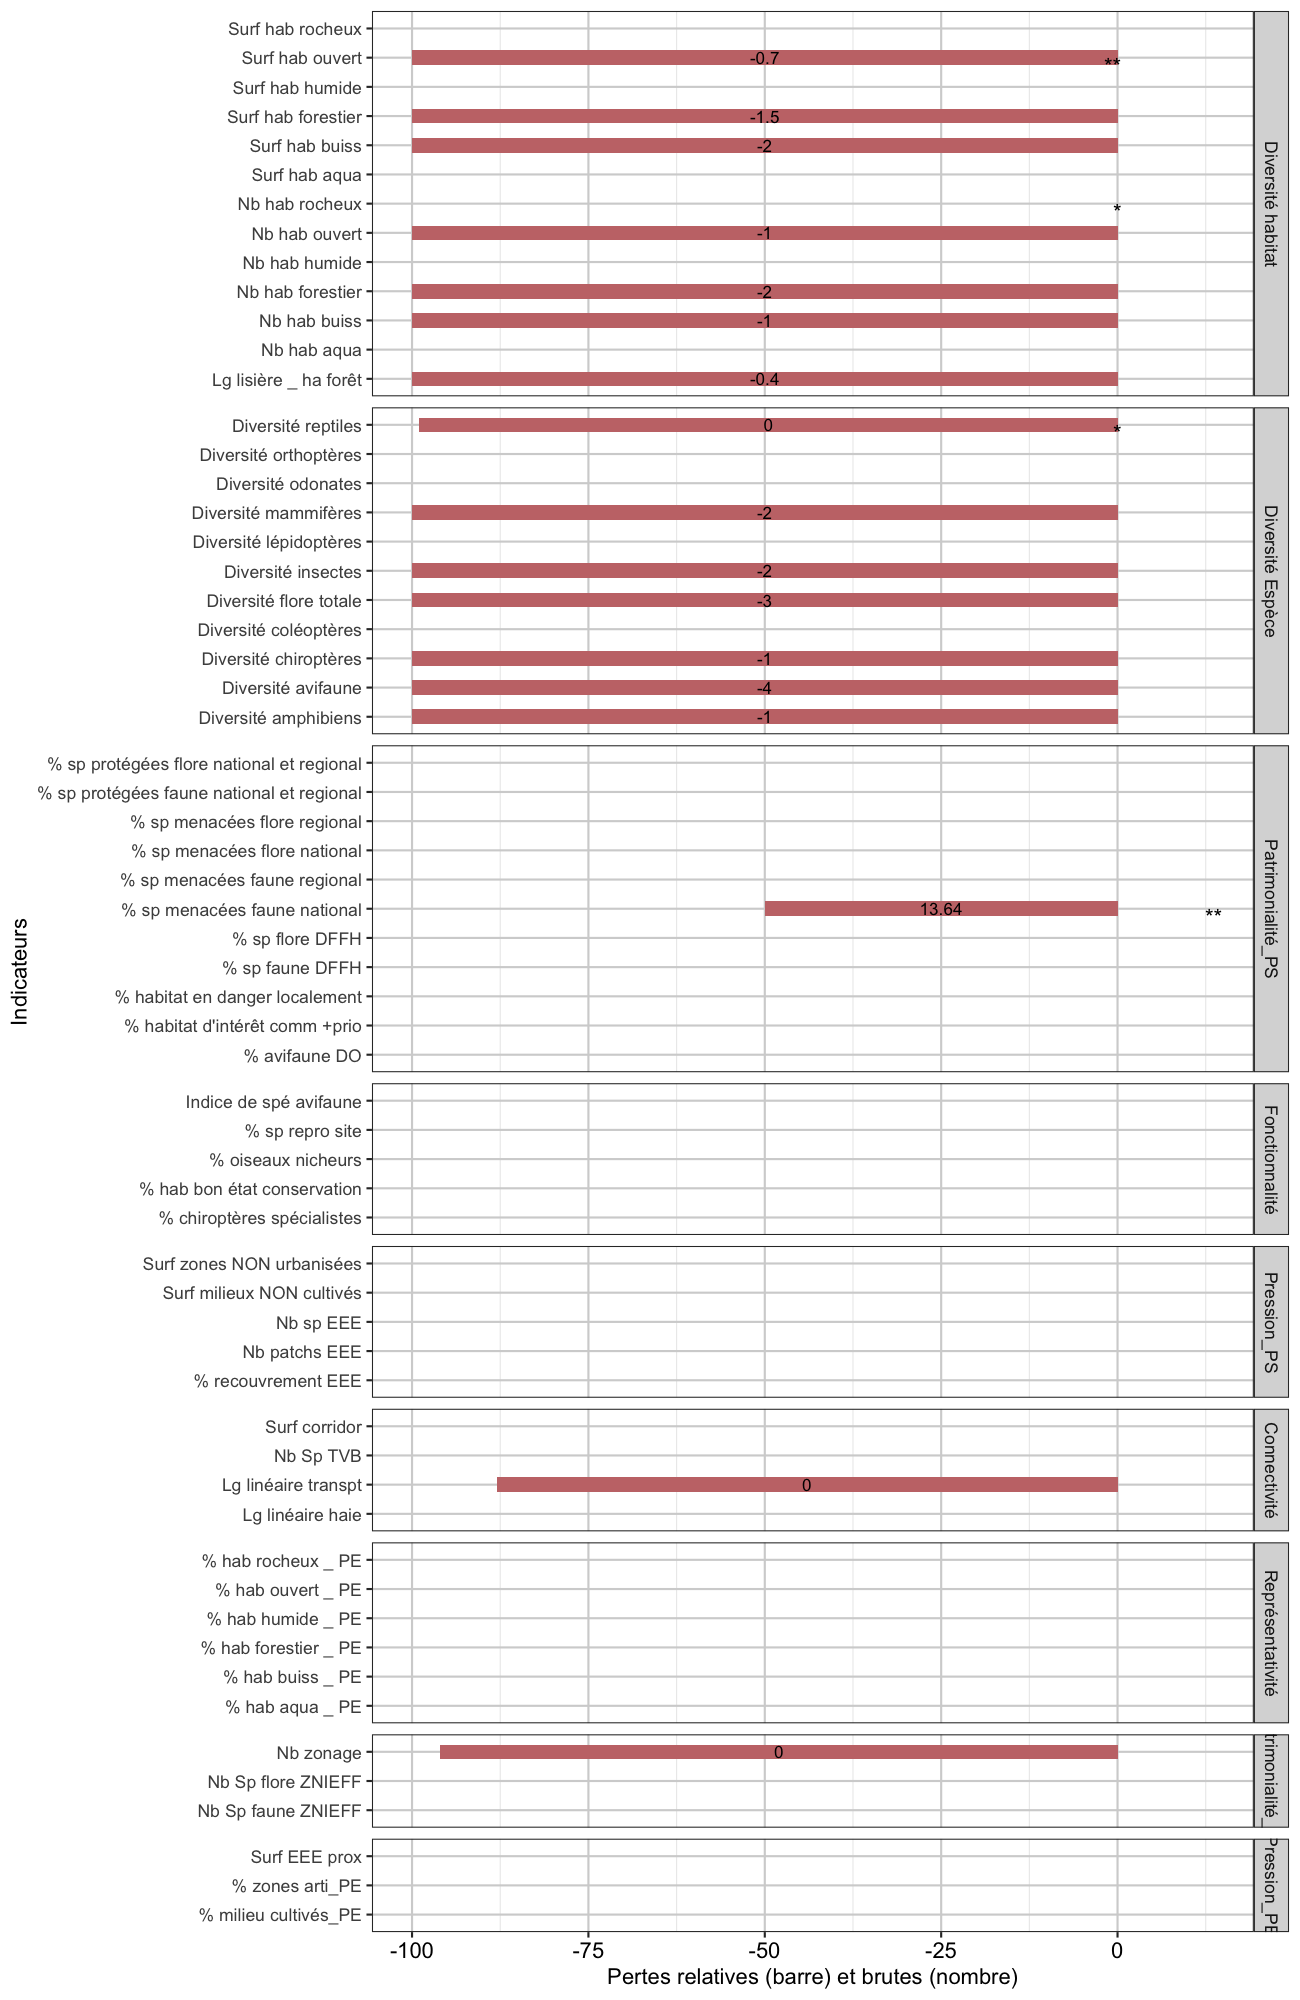 Surf hab rocheux
Surf hab ouvert -0.7 **
Surf hab humide
Surf hab forestier -1.5
Surf hab buiss -2
Surf hab aqua
Nb hab rocheux *
Nb hab ouvert -1
Nb hab humide
Nb hab forestier -2
Nb hab buiss -1
Nb hab aqua
Lg lisière _ ha forêt -0.4
Diversité habitat
Diversité reptiles 0 *
Diversité orthoptères
Diversité odonates
Diversité mammifères -2
Diversité lépidoptères
Diversité insectes -2
Diversité flore totale -3
Diversité coléoptères
Diversité chiroptères -1
Diversité avifaune -4
Diversité amphibiens -1
Diversité Espèce
% sp protégées flore national et regional
% sp protégées faune national et regional
% sp menacées flore regional
% sp menacées flore national
% sp menacées faune regional
% sp menacées faune national 13.64 **
% sp flore DFFH
% sp faune DFFH
% habitat en danger localement
% habitat d'intérêt comm +prio
% avifaune DO
Patrimonialité_PS
Indice de spé avifaune
% sp repro site
% oiseaux nicheurs
% hab bon état conservation
% chiroptères spécialistes
Fonctionnalité
Surf zones NON urbanisées
Surf milieux NON cultivés
Nb sp EEE
Nb patchs EEE
% recouvrement EEE
Pression_PS
Surf corridor
Nb Sp TVB
Lg linéaire transpt 0
Lg linéaire haie
Connectivité
% hab rocheux _ PE
% hab ouvert _ PE
% hab humide _ PE
% hab forestier _ PE
% hab buiss _ PE
% hab aqua _ PE
Représentativité
Nb zonage 0
Nb Sp flore ZNIEFF
Nb Sp faune ZNIEFF
trimonialité_
Surf EEE prox
% zones arti_PE
% milieu cultivés_PE
Pression_PE
-100 -75 -50 -25 0
Pertes relatives (barre) et brutes (nombre)
Indicateurs